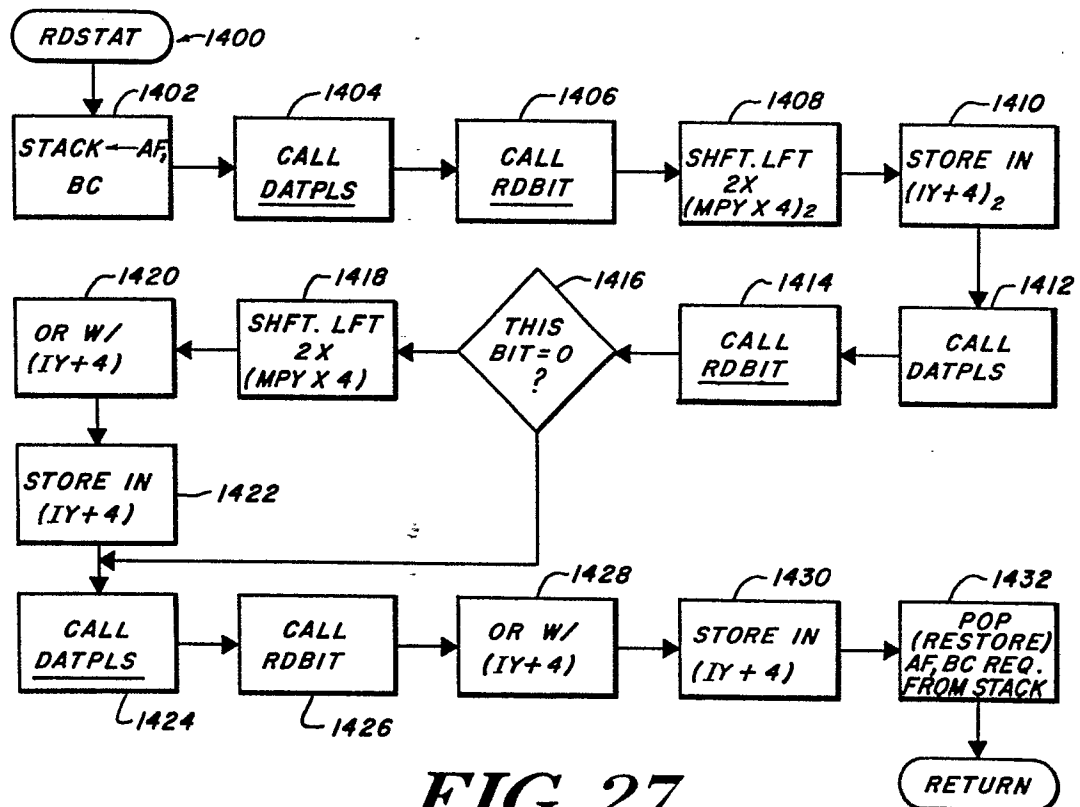 RDSTAT
1400
1402
STACK ← AF,
BC
1404
CALL
DATPLS
1406
CALL
RDBIT
1408
SHFT. LFT
2X
(MPY X 4)2
1410
STORE IN
(IY+4)2
1420
OR W/
(IY+4)
1418
SHFT. LFT
2X
(MPY X 4)
1416
THIS
BIT=0
?
1414
CALL
RDBIT
1412
CALL
DATPLS
STORE IN
(IY+4)
1422
CALL
DATPLS
1424
CALL
RDBIT
1426
1428
OR W/
(IY+4)
1430
STORE IN
(IY+4)
1432
POP
(RESTORE)
AF, BC REQ.
FROM STACK
RETURN
FIG. 27